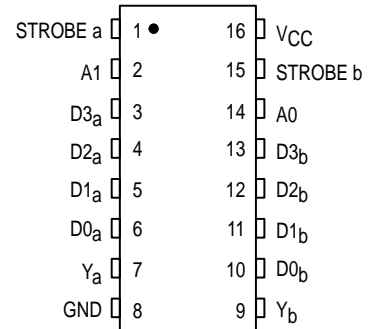 STROBE a 1 16 VCC
A1 2 15 STROBE b
D3a 3 14 A0
D2a 4 13 D3b
D1a 5 12 D2b
D0a 6 11 D1b
Ya 7 10 D0b
GND 8 9 Yb